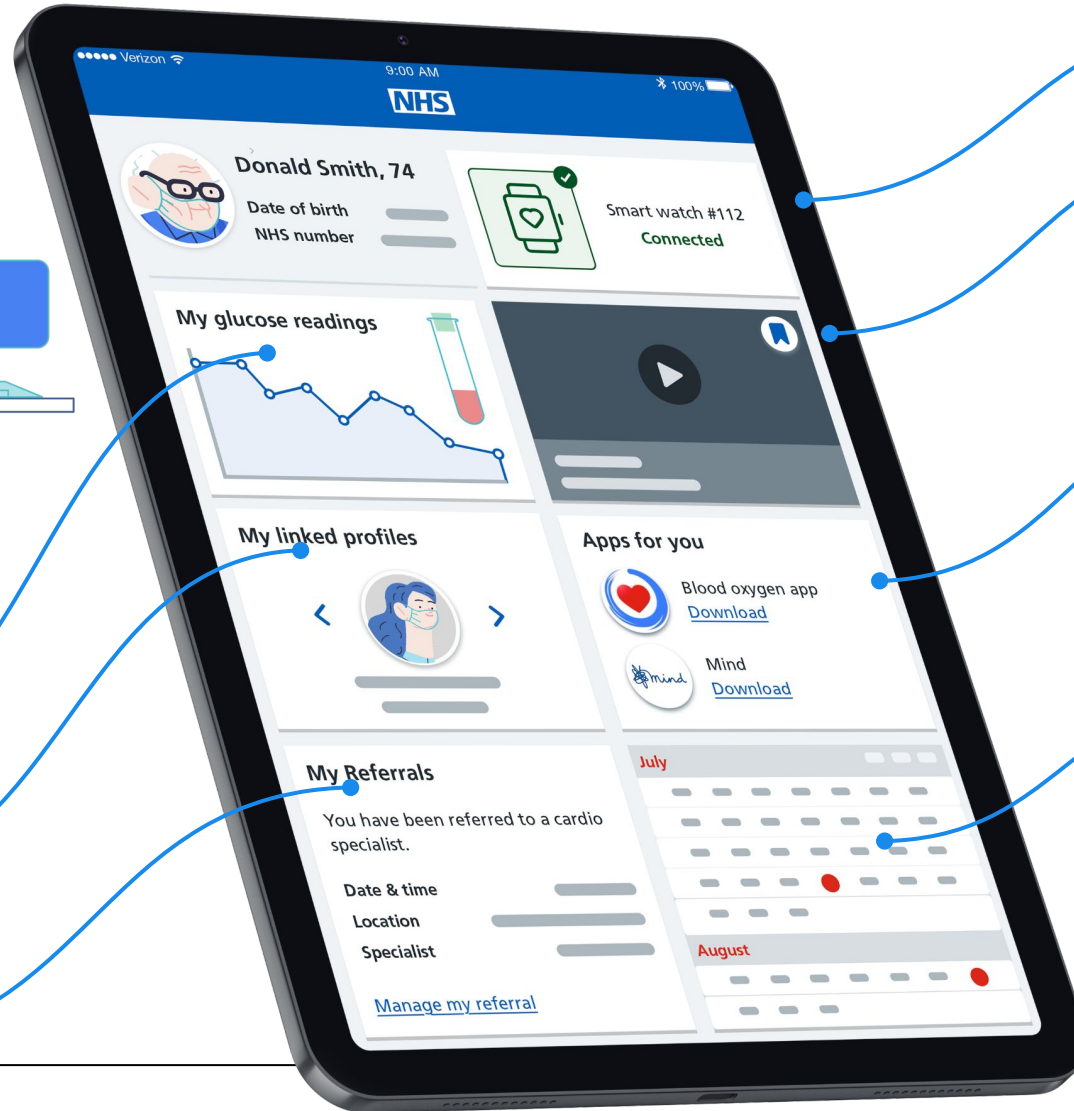 Verizon
9:00 AM
100%
NHS
Donald Smith, 74
Date of birth
NHS number
Smart watch #112
Connected
My glucose readings
My linked profiles
Apps for you
Blood oxygen app
Download
mind
Mind
Download
My Referrals
You have been referred to a cardio
specialist.
Date & time
Location
Specialist
Manage my referral
July
August